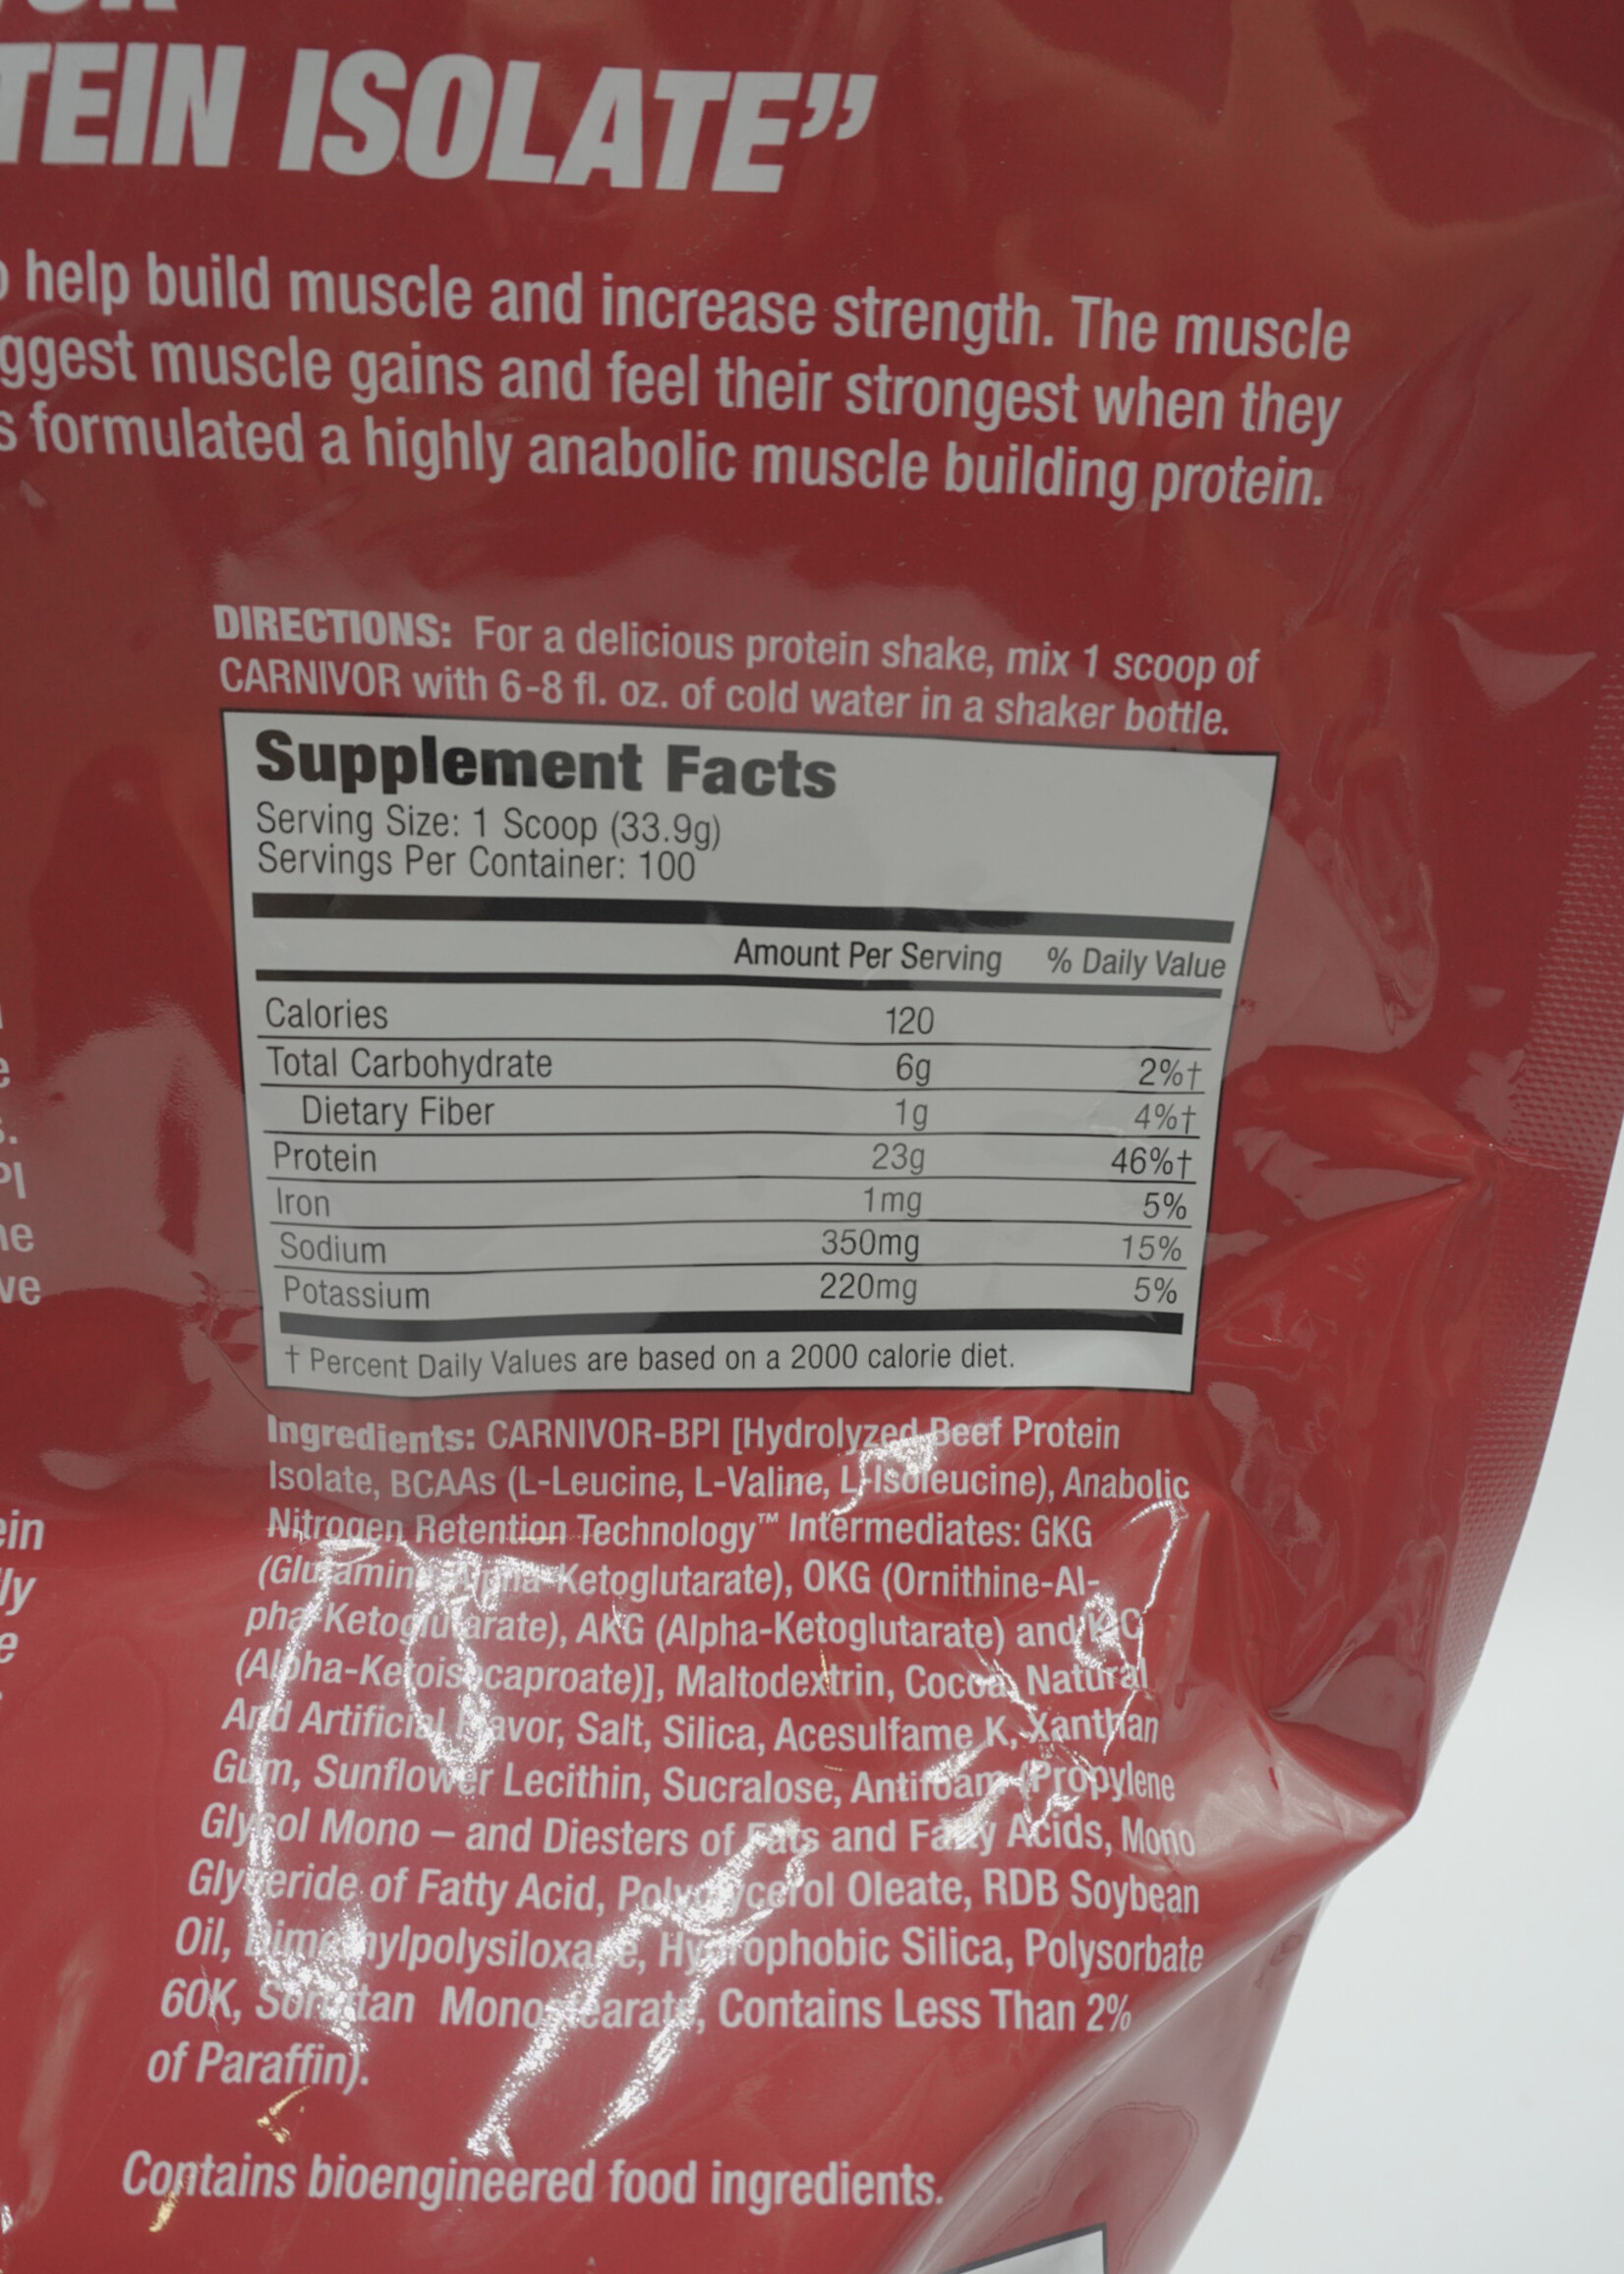 TEIN ISOLATE”
help build muscle and increase strength. The muscle
ggest muscle gains and feel their strongest when they
s formulated a highly anabolic muscle building protein.
DIRECTIONS: For a delicious protein shake, mix 1 scoop of
CARNIVOR with 6-8 fl. oz. of cold water in a shaker bottle.
Supplement Facts
Serving Size: 1 Scoop (33.9g)
Servings Per Container: 100
Amount Per Serving % Daily Value
Calories 120
Total Carbohydrate 6g 2%†
Dietary Fiber 1g 4%†
Protein 23g 46%†
Iron 1mg 5%
Sodium 350mg 15%
Potassium 220mg 5%
† Percent Daily Values are based on a 2000 calorie diet.
Ingredients: CARNIVOR-BPI [Hydrolyzed Beef Protein
Isolate, BCAAs (L-Leucine, L-Valine, L-Isoleucine), Anabolic
Nitrogen Retention Technology™ Intermediates: GKG
(Glutamine Alpha-Ketoglutarate), OKG (Ornithine-Al-
pha-Ketoglutarate), AKG (Alpha-Ketoglutarate) and KIC
(Alpha-Ketoisocaproate)], Maltodextrin, Cocoa, Natural
And Artificial Flavor, Salt, Silica, Acesulfame K, Xanthan
Gum, Sunflower Lecithin, Sucralose, Antifoam (Propylene
Glycol Mono – and Diesters of Fats and Fatty Acids, Mono
Glyceride of Fatty Acid, Polyglycerol Oleate, RDB Soybean
Oil, Dimethylpolysiloxane, Hydrophobic Silica, Polysorbate
60K, Sorbitan Monostearate, Contains Less Than 2%
of Paraffin).
Contains bioengineered food ingredients.
ne
ve
ein
ly